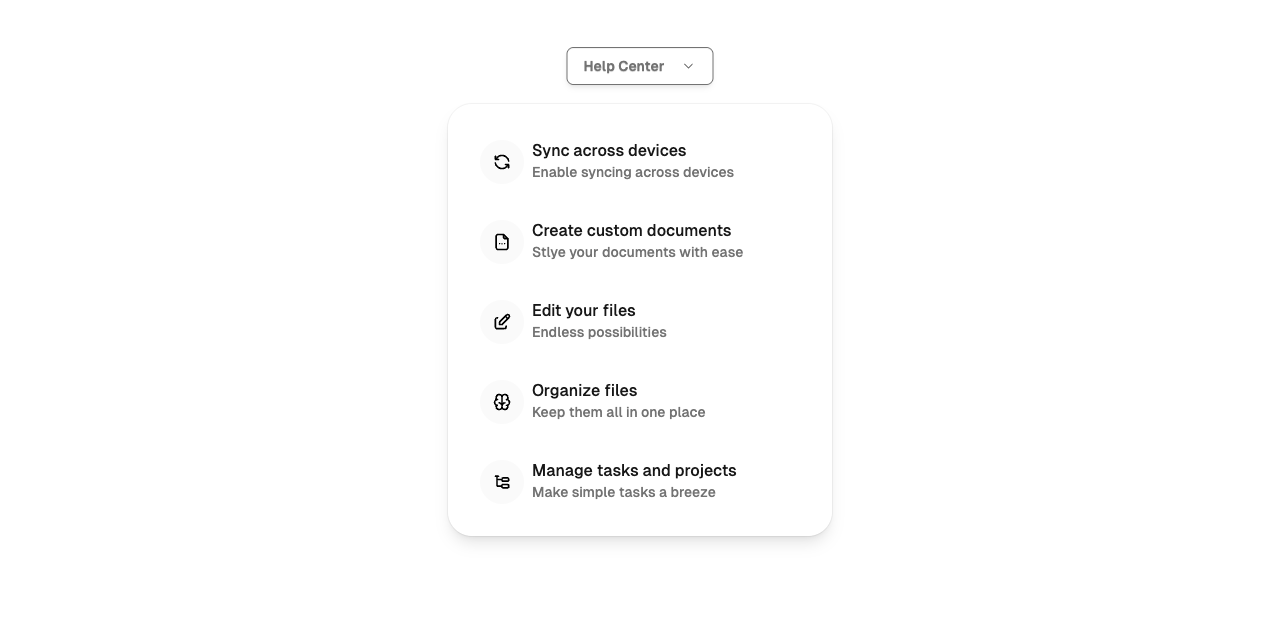 Help Center
Sync across devices
Enable syncing across devices
Create custom documents
Stlye your documents with ease
Edit your files
Endless possibilities
Organize files
Keep them all in one place
Manage tasks and projects
Make simple tasks a breeze